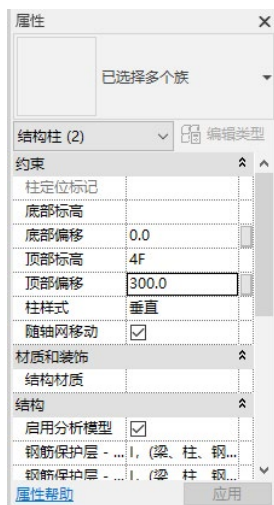 属性
已选择多个族
结构柱 (2) 编辑类型
约束
柱定位标记
底部标高
底部偏移 0.0
顶部标高 4F
顶部偏移 300.0
柱样式 垂直
随轴网移动
材质和装饰
结构材质
结构
启用分析模型
钢筋保护层 - ... I，(梁、柱、钢...
钢筋保护层 - ... I，(梁、柱、钢...
属性帮助 应用